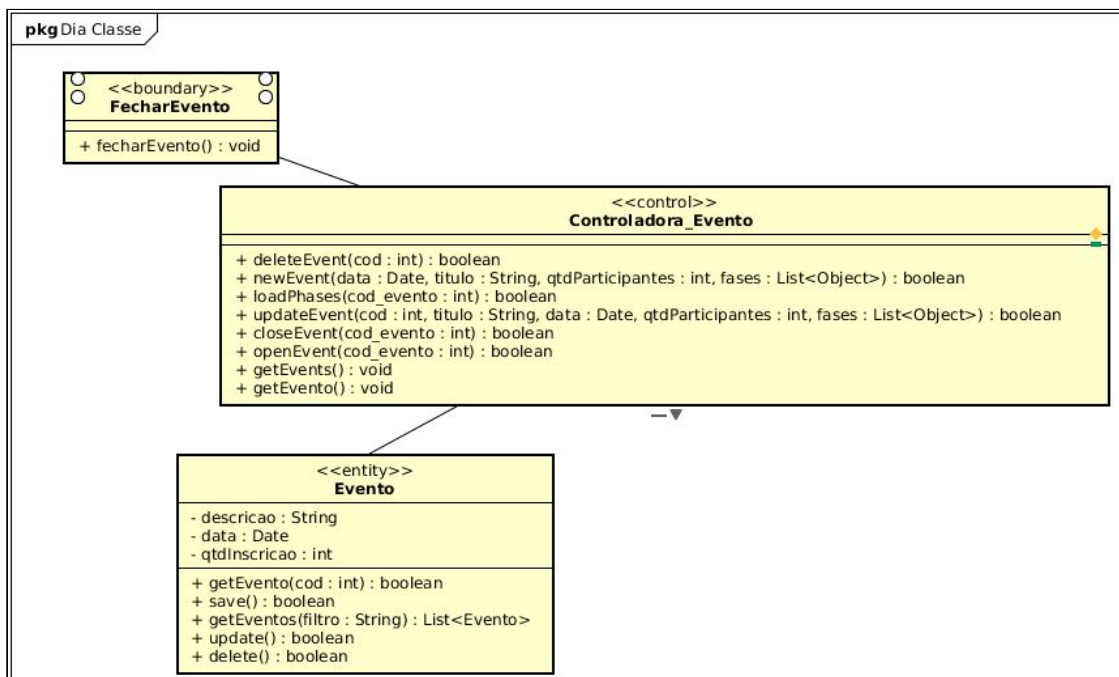 pkg Dia Classe
<<boundary>>
FecharEvento
+ fecharEvento() : void
<<control>>
Controladora_Evento
+ deleteEvent(cod : int) : boolean
+ newEvent(data : Date, titulo : String, qtdParticipantes : int, fases : List<Object>) : boolean
+ loadPhases(cod_evento : int) : boolean
+ updateEvent(cod : int, titulo : String, data : Date, qtdParticipantes : int, fases : List<Object>) : boolean
+ closeEvent(cod_evento : int) : boolean
+ openEvent(cod_evento : int) : boolean
+ getEvents() : void
+ getEvento() : void
<<entity>>
Evento
- descricao : String
- data : Date
- qtdInscricao : int
+ getEvento(cod : int) : boolean
+ save() : boolean
+ getEventos(filtro : String) : List<Evento>
+ update() : boolean
+ delete() : boolean